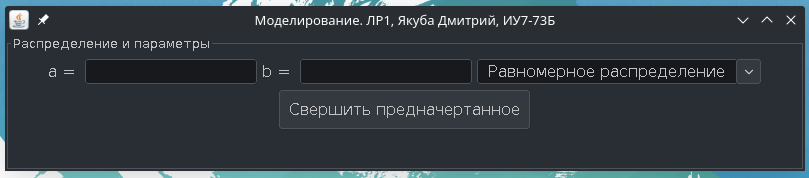 Моделирование. ЛР1, Якуба Дмитрий, ИУ7-73Б
Распределение и параметры
a = b = Равномерное распределение
Свершить предначертанное